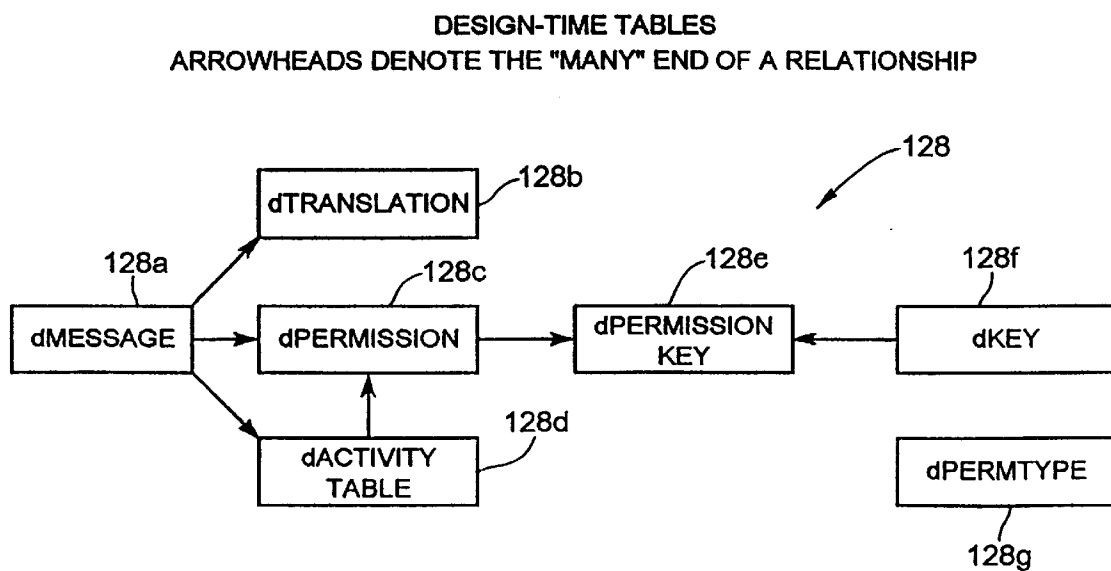 DESIGN-TIME TABLES
ARROWHEADS DENOTE THE "MANY" END OF A RELATIONSHIP
128
128b
dTRANSLATION
128a
128c
128e
128f
dMESSAGE
dPERMISSION
dPERMISSION
KEY
dKEY
128d
dACTIVITY
TABLE
dPERMTYPE
128g